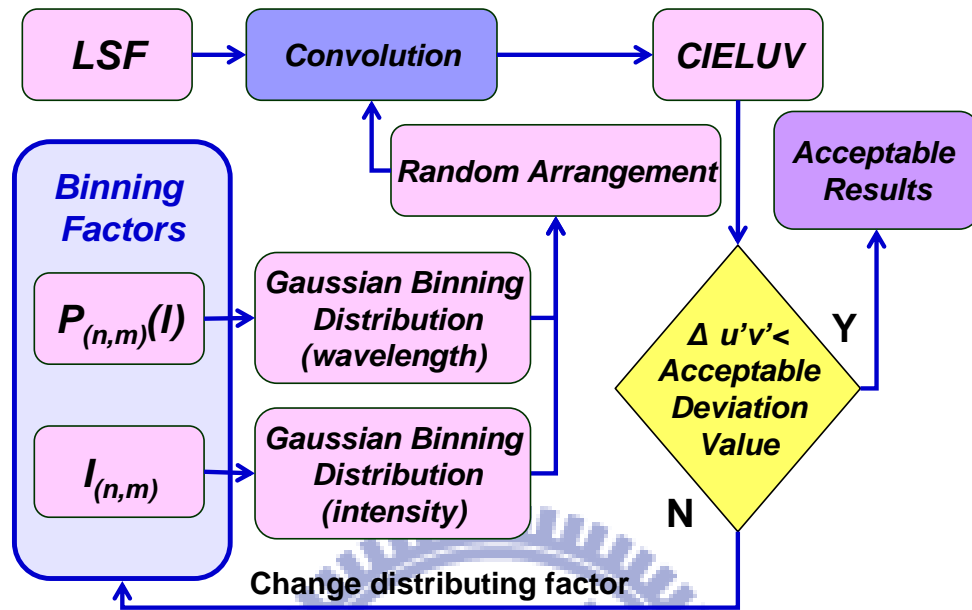 LSF
Convolution
CIELUV
Random Arrangement
Acceptable
Results
Binning
Factors
P(n,m)(l)
Gaussian Binning
Distribution
(wavelength)
I(n,m)
Gaussian Binning
Distribution
(intensity)
Δ u’v’<
Acceptable
Deviation
Value
Y
N
Change distributing factor